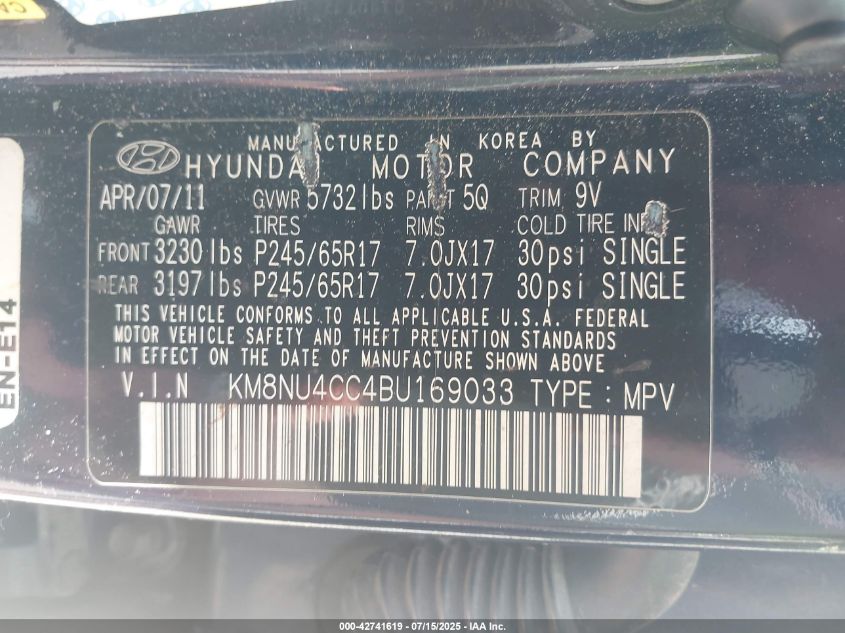 MANUFACTURED IN KOREA BY
HYUNDAI MOTOR COMPANY
APR/07/11 GVWR 5732lbs PAINT 5Q TRIM 9V
GAWR TIRES RIMS COLD TIRE INF
FRONT 3230lbs P245/65R17 7.0JX17 30psi SINGLE
REAR 3197lbs P245/65R17 7.0JX17 30psi SINGLE
THIS VEHICLE CONFORMS TO ALL APPLICABLE U.S.A. FEDERAL
MOTOR VEHICLE SAFETY AND THEFT PREVENTION STANDARDS
IN EFFECT ON THE DATE OF MANUFACTURE SHOWN ABOVE
V.I.N KM8NU4CC4BU169033 TYPE : MPV
EN-E14
000-42741619 - 07/15/2025 - IAA Inc.